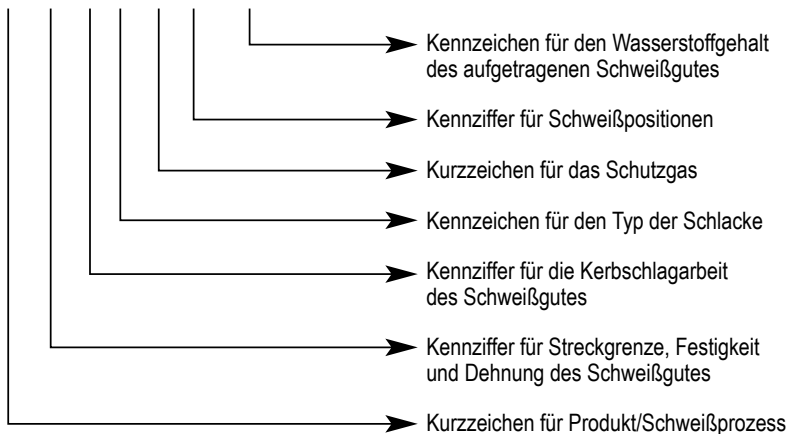 Kennzeichen für den Wasserstoffgehalt
des aufgetragenen Schweißgutes
Kennziffer für Schweißpositionen
Kurzzeichen für das Schutzgas
Kennzeichen für den Typ der Schlacke
Kennziffer für die Kerbschlagarbeit
des Schweißgutes
Kennziffer für Streckgrenze, Festigkeit
und Dehnung des Schweißgutes
Kurzzeichen für Produkt/Schweißprozess